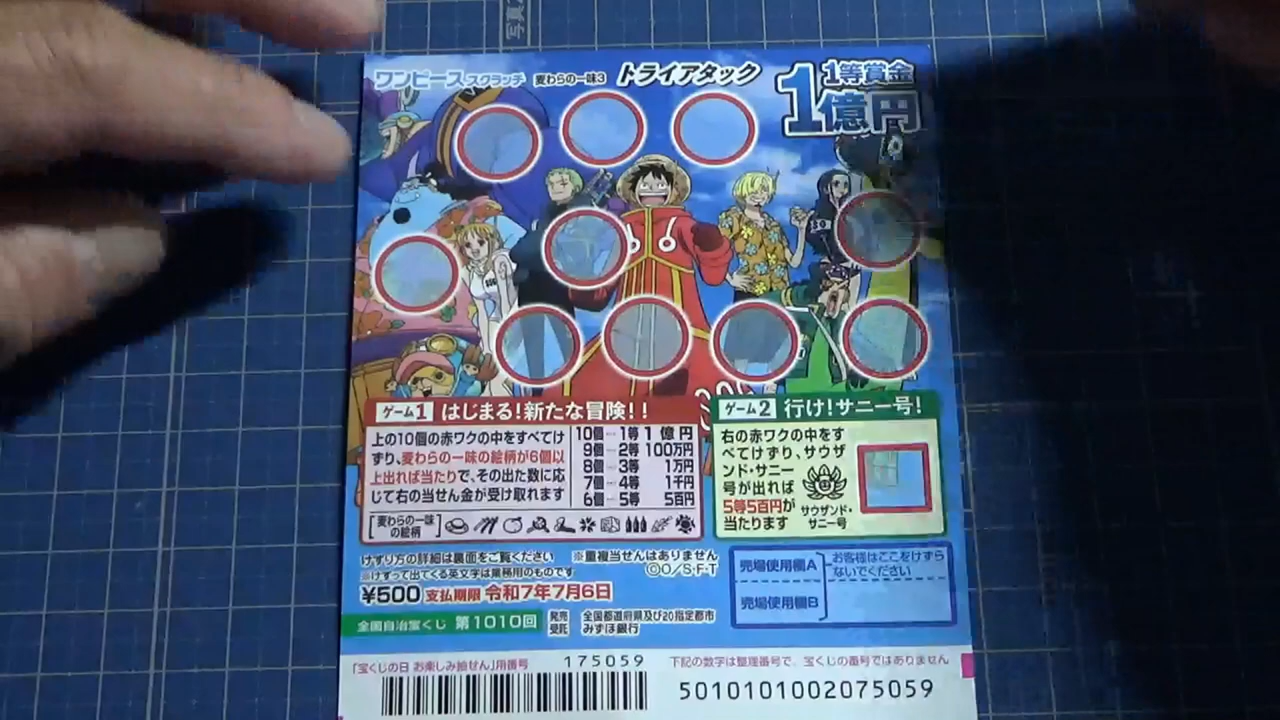 ワンピーススクラッチ 麦わらの一味3 トライアタック
1等賞金
1億円
ゲーム1 はじまる!新たな冒険!!
上の10個の赤ワクの中をすべてけ
ずり、麦わらの一味の絵柄が6個以
上出れば当たりで、その出た数に応
じて右の当せん金が受け取れます
10個…1等 1億円
9個…2等 100万円
8個…3等 1万円
7個…4等 1千円
6個…5等 5百円
[麦わらの一味の絵柄]
ゲーム2 行け!サニー号!
右の赤ワクの中をす
べてけずり、サウザ
ンド・サニー
号が出れば
5等5百円が
当たります
サウザンド・
サニー号
けずり方の詳細は裏面をご覧ください ※重複当せんはありません
※けずって出てくる英文字は業務用のものです ©O/S・F・T
¥500 支払期限 令和7年7月6日
全国自治宝くじ 第1010回
発売 全国都道府県及び20指定都市
受託 みずほ銀行
売場使用欄A
売場使用欄B
お客様はここをけずら
ないでください
「宝くじの日 お楽しみ抽せん」用番号 175059
下記の数字は整理番号で、宝くじの番号ではありません
5010101002075059